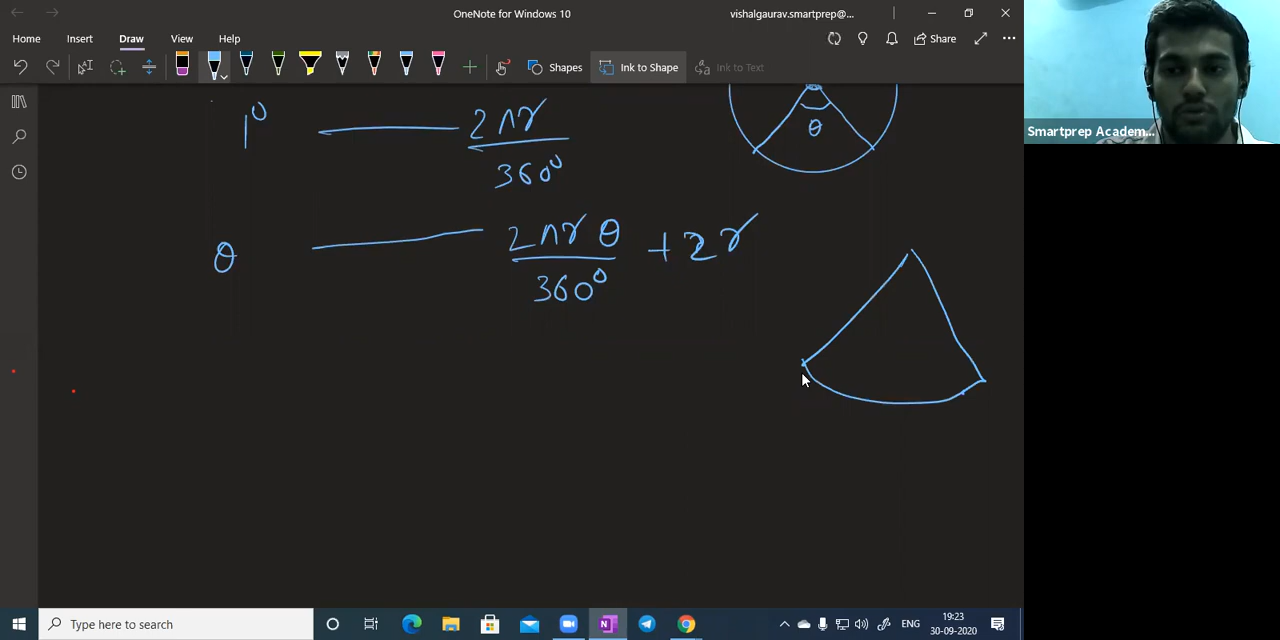 OneNote for Windows 10
vishalgaurav.smartprep@...
Home Insert Draw View Help
Shapes Ink to Shape Ink to Text Share
Smartprep Academ...
1° 2πr
360°
θ
θ 2πrθ + 2r
360°
Type here to search
ENG
19:23
30-09-2020